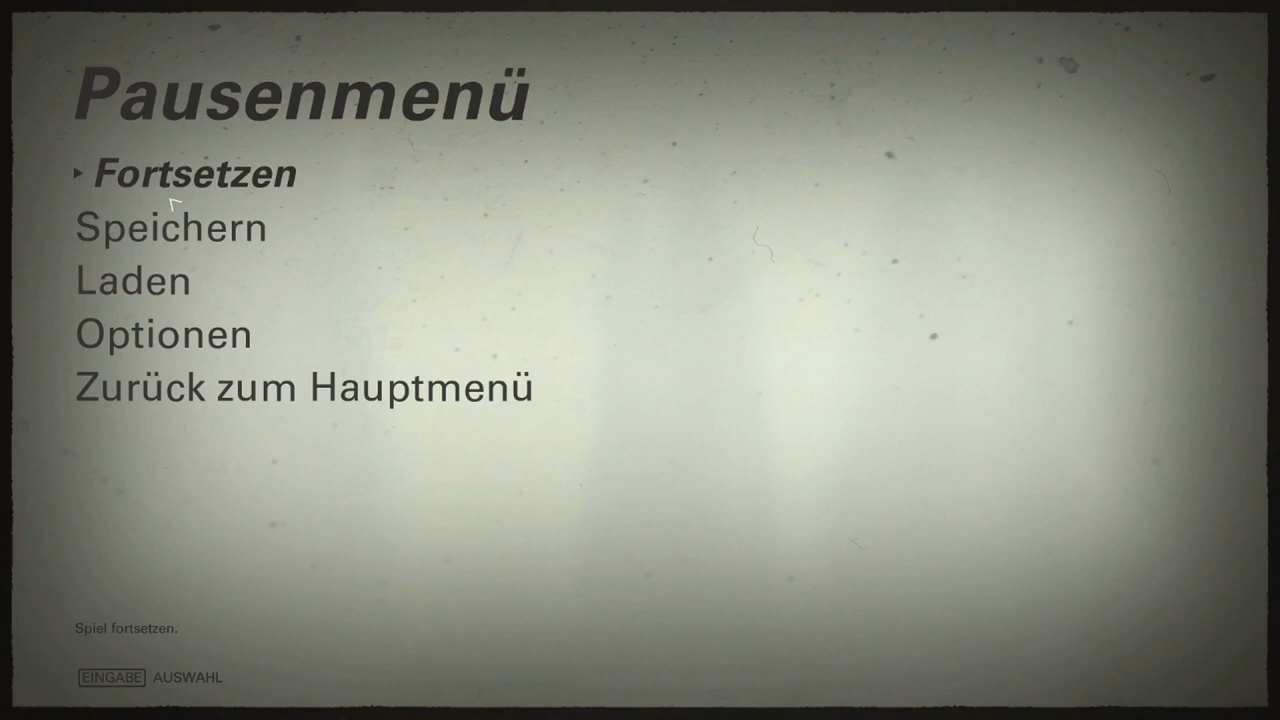 Pausenmenü
Fortsetzen
Speichern
Laden
Optionen
Zurück zum Hauptmenü
Spiel fortsetzen.
EINGABE AUSWAHL